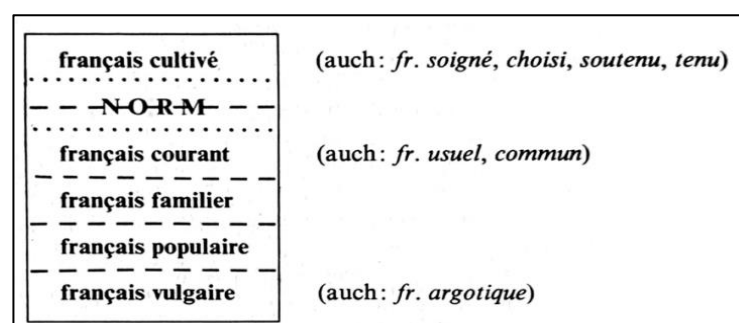 français cultivé (auch: fr. soigné, choisi, soutenu, tenu)
NORM
français courant (auch: fr. usuel, commun)
français familier
français populaire
français vulgaire (auch: fr. argotique)